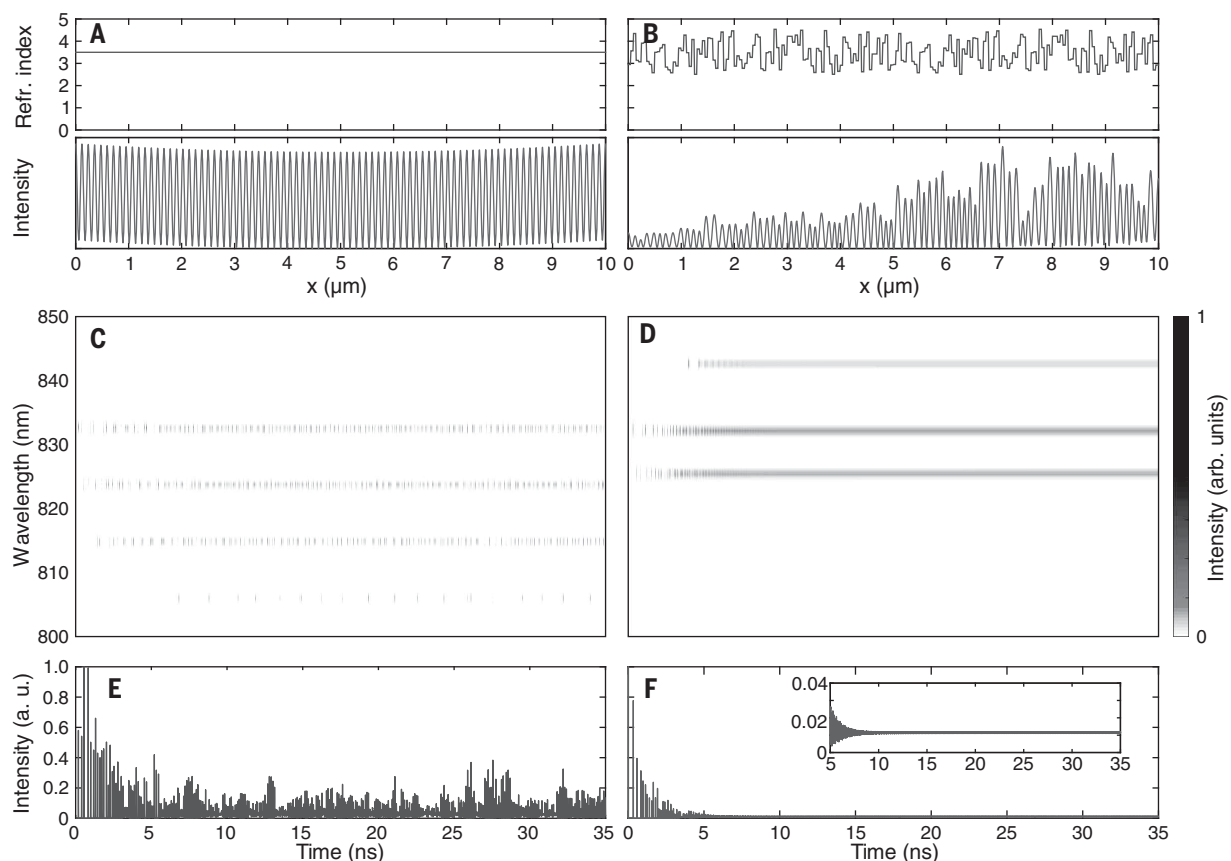 A
B
Refr. index
5
4
3
2
1
0
Intensity
0 1 2 3 4 5 6 7 8 9 10
x (µm)
0 1 2 3 4 5 6 7 8 9 10
x (µm)
C
D
Wavelength (nm)
850
840
830
820
810
800
1
0
Intensity (arb. units)
E
F
Intensity (a. u.)
1.0
0.8
0.6
0.4
0.2
0
0 5 10 15 20 25 30 35
Time (ns)
0.04
0.02
0
5 10 15 20 25 30 35
0 5 10 15 20 25 30 35
Time (ns)